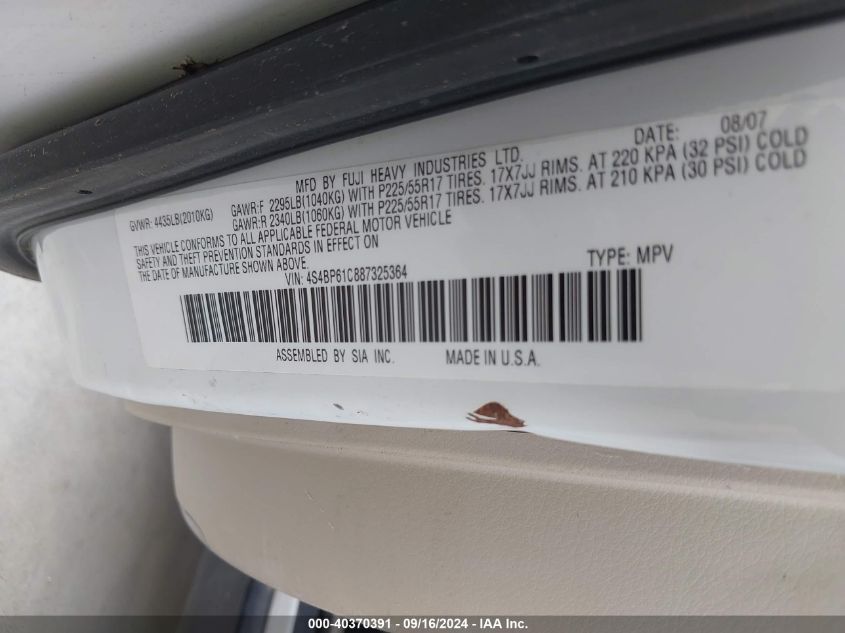 MFD BY FUJI HEAVY INDUSTRIES LTD. DATE: 08/07
GVWR: 4435LB(2010KG) GAWR:F 2295LB(1040KG) WITH P225/55R17 TIRES. 17X7JJ RIMS. AT 220 KPA (32 PSI) COLD
GAWR:R 2340LB(1060KG) WITH P225/55R17 TIRES. 17X7JJ RIMS. AT 210 KPA (30 PSI) COLD
THIS VEHICLE CONFORMS TO ALL APPLICABLE FEDERAL MOTOR VEHICLE
SAFETY AND THEFT PREVENTION STANDARDS IN EFFECT ON
THE DATE OF MANUFACTURE SHOWN ABOVE.
VIN: 4S4BP61C887325364 TYPE: MPV
ASSEMBLED BY SIA INC. MADE IN U.S.A.
000-40370391 - 09/16/2024 - IAA Inc.